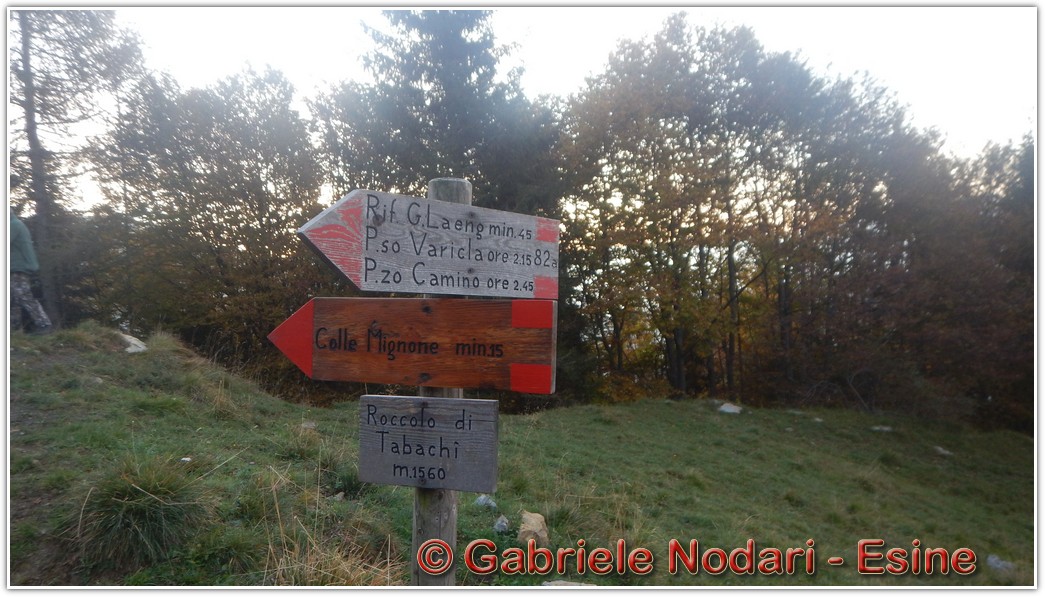 Rif. G.Laeng min.45
P.so Varicla ore 2.15 82a
P.zo Camino ore 2.45
Colle Mignone min.15
Roccolo di
Tabachi
m.1560
© Gabriele Nodari - Esine